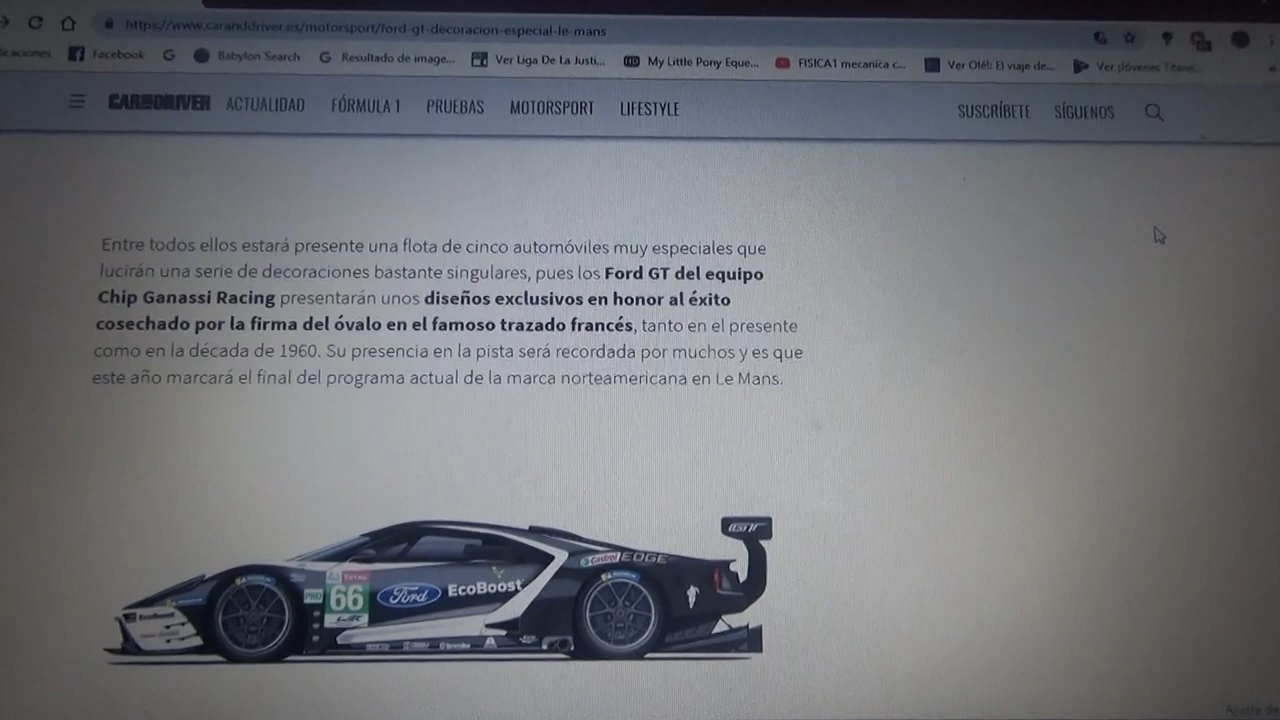 https://www.caranddriver.es/motorsport/ford-gt-decoracion-especial-le-mans
Facebook
Babylon Search
Resultado de image...
Ver Liga De La Justi...
My Little Pony Eque...
FISICA1 mecanica c...
Ver Olé!: El viaje de...
Ver ¡Jóvenes Titane...
CAR AND DRIVER ACTUALIDAD FÓRMULA 1 PRUEBAS MOTORSPORT LIFESTYLE SUSCRÍBETE SÍGUENOS
Entre todos ellos estará presente una flota de cinco automóviles muy especiales que
lucirán una serie de decoraciones bastante singulares, pues los Ford GT del equipo
Chip Ganassi Racing presentarán unos diseños exclusivos en honor al éxito
cosechado por la firma del óvalo en el famoso trazado francés, tanto en el presente
como en la década de 1960. Su presencia en la pista será recordada por muchos y es que
este año marcará el final del programa actual de la marca norteamericana en Le Mans.
GT
Castrol EDGE
TOTAL
PRO
66
Ford
EcoBoost
EcoBoost
WEC